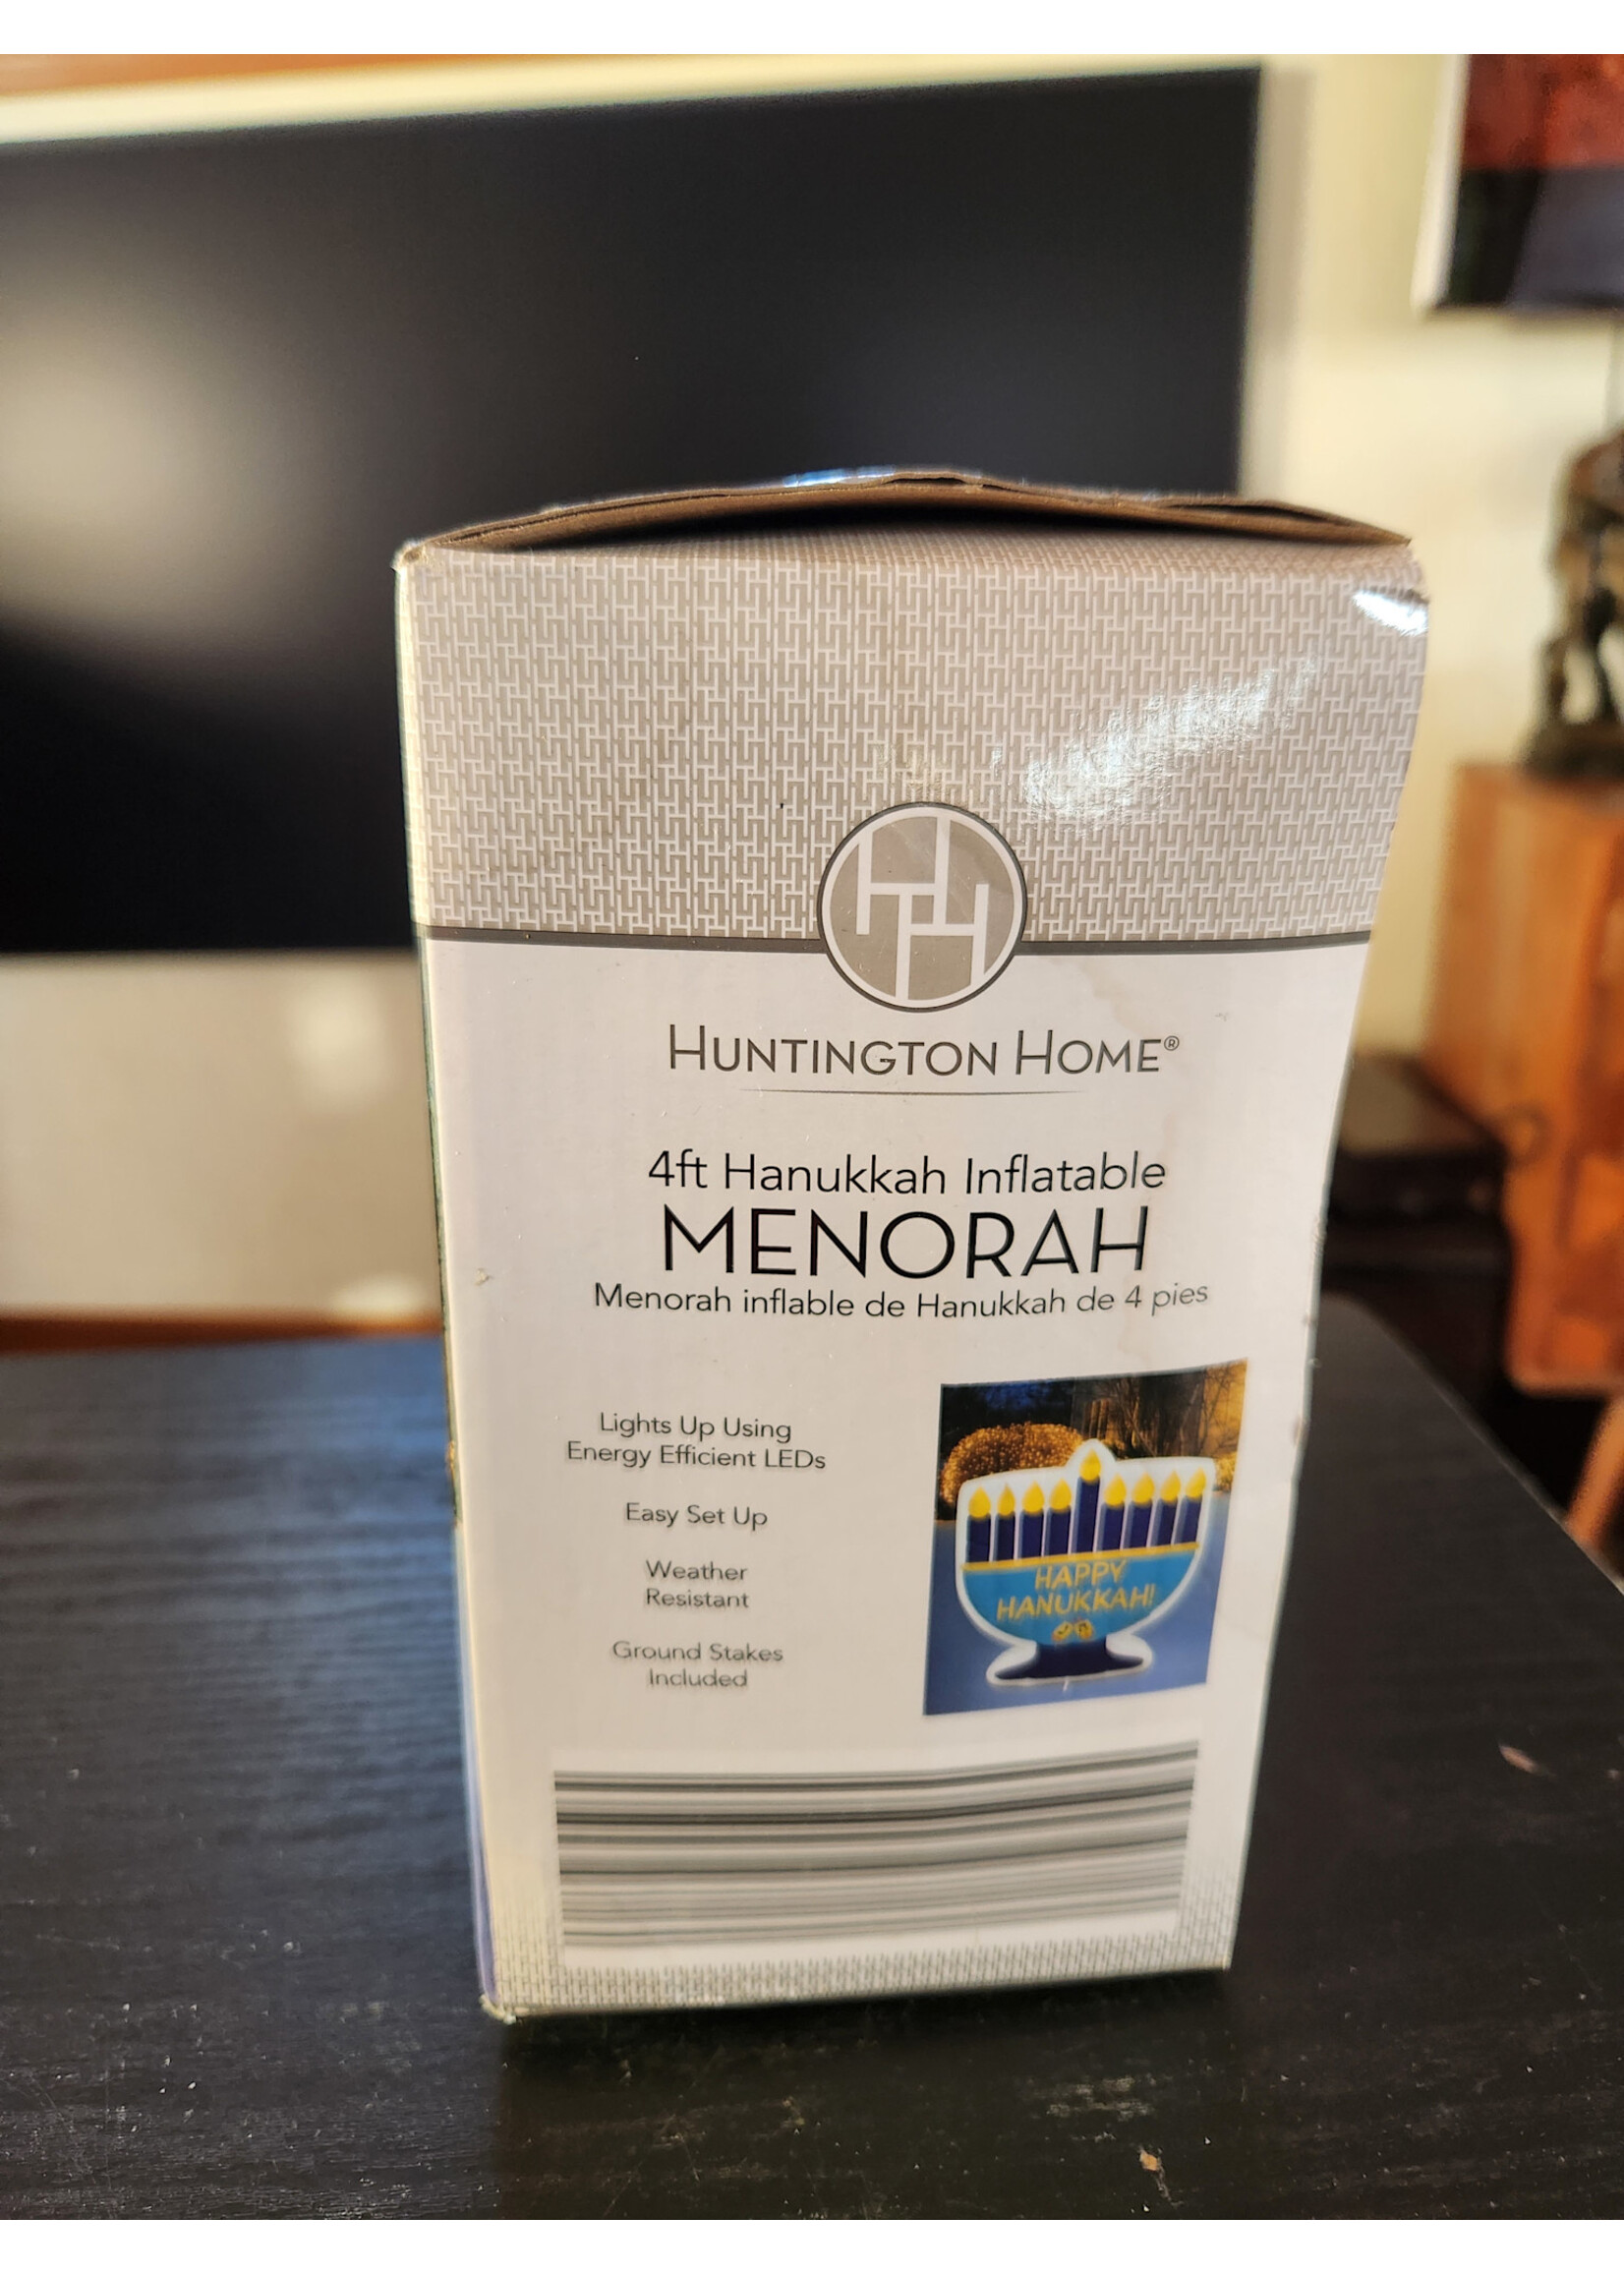 HUNTINGTON HOME®
4ft Hanukkah Inflatable
MENORAH
Menorah inflable de Hanukkah de 4 pies
Lights Up Using
Energy Efficient LEDs
Easy Set Up
Weather
Resistant
Ground Stakes
Included
HAPPY
HANUKKAH!